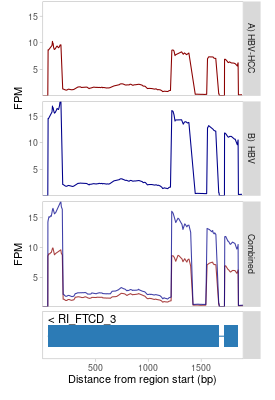 15
10
5
A) HBV-HCC
FPM
15
10
5
B) HBV
15
10
5
FPM
Combined
< RI_FTCD_3
500
1000
1500
Distance from region start (bp)